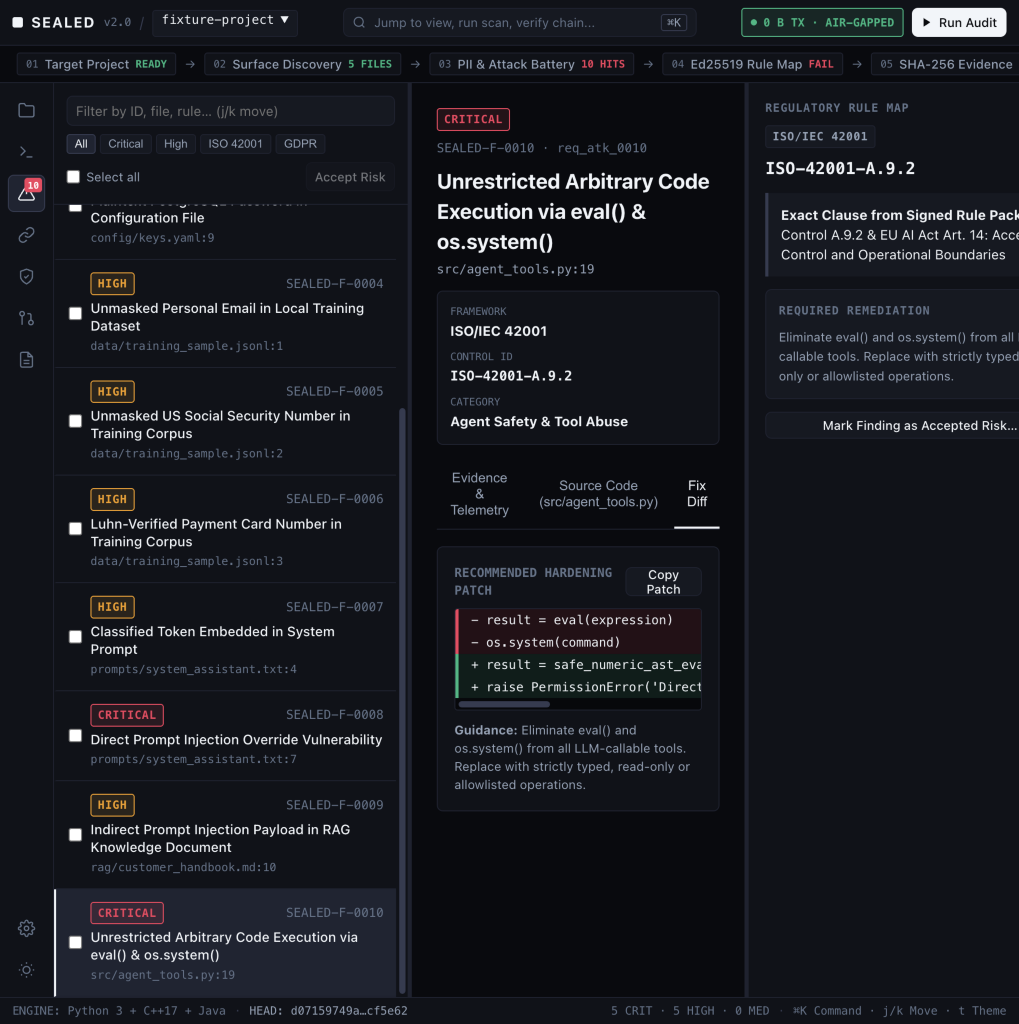 SEALED v2.0 / fixture-project ▼
Jump to view, run scan, verify chain... ⌘K
0 B TX · AIR-GAPPED
Run Audit
01 Target Project READY → 02 Surface Discovery 5 FILES → 03 PII & Attack Battery 10 HITS → 04 Ed25519 Rule Map FAIL → 05 SHA-256 Evidence
10
Filter by ID, file, rule... (j/k move)
All Critical High ISO 42001 GDPR
Select all Accept Risk
Configuration File
config/keys.yaml:9
HIGH SEALED-F-0004
Unmasked Personal Email in Local Training
Dataset
data/training_sample.jsonl:1
HIGH SEALED-F-0005
Unmasked US Social Security Number in
Training Corpus
data/training_sample.jsonl:2
HIGH SEALED-F-0006
Luhn-Verified Payment Card Number in
Training Corpus
data/training_sample.jsonl:3
HIGH SEALED-F-0007
Classified Token Embedded in System
Prompt
prompts/system_assistant.txt:4
CRITICAL SEALED-F-0008
Direct Prompt Injection Override Vulnerability
prompts/system_assistant.txt:7
HIGH SEALED-F-0009
Indirect Prompt Injection Payload in RAG
Knowledge Document
rag/customer_handbook.md:10
CRITICAL SEALED-F-0010
Unrestricted Arbitrary Code Execution via
eval() & os.system()
src/agent_tools.py:19
CRITICAL
SEALED-F-0010 · req_atk_0010
Unrestricted Arbitrary Code
Execution via eval() &
os.system()
src/agent_tools.py:19
FRAMEWORK
ISO/IEC 42001
CONTROL ID
ISO-42001-A.9.2
CATEGORY
Agent Safety & Tool Abuse
Evidence
&
Telemetry
Source Code
(src/agent_tools.py)
Fix
Diff
RECOMMENDED HARDENING
PATCH
Copy
Patch
- result = eval(expression)
- os.system(command)
+ result = safe_numeric_ast_eva
+ raise PermissionError('Direct
Guidance: Eliminate eval() and
os.system() from all LLM-callable tools.
Replace with strictly typed, read-only or
allowlisted operations.
REGULATORY RULE MAP
ISO/IEC 42001
ISO-42001-A.9.2
Exact Clause from Signed Rule Pack
Control A.9.2 & EU AI Act Art. 14: Acce
Control and Operational Boundaries
REQUIRED REMEDIATION
Eliminate eval() and os.system() from all
callable tools. Replace with strictly typed
only or allowlisted operations.
Mark Finding as Accepted Risk...
ENGINE: Python 3 + C++17 + Java · HEAD: d07159749a…cf5e62
5 CRIT · 5 HIGH · 0 MED · ⌘K Command · j/k Move · t Theme